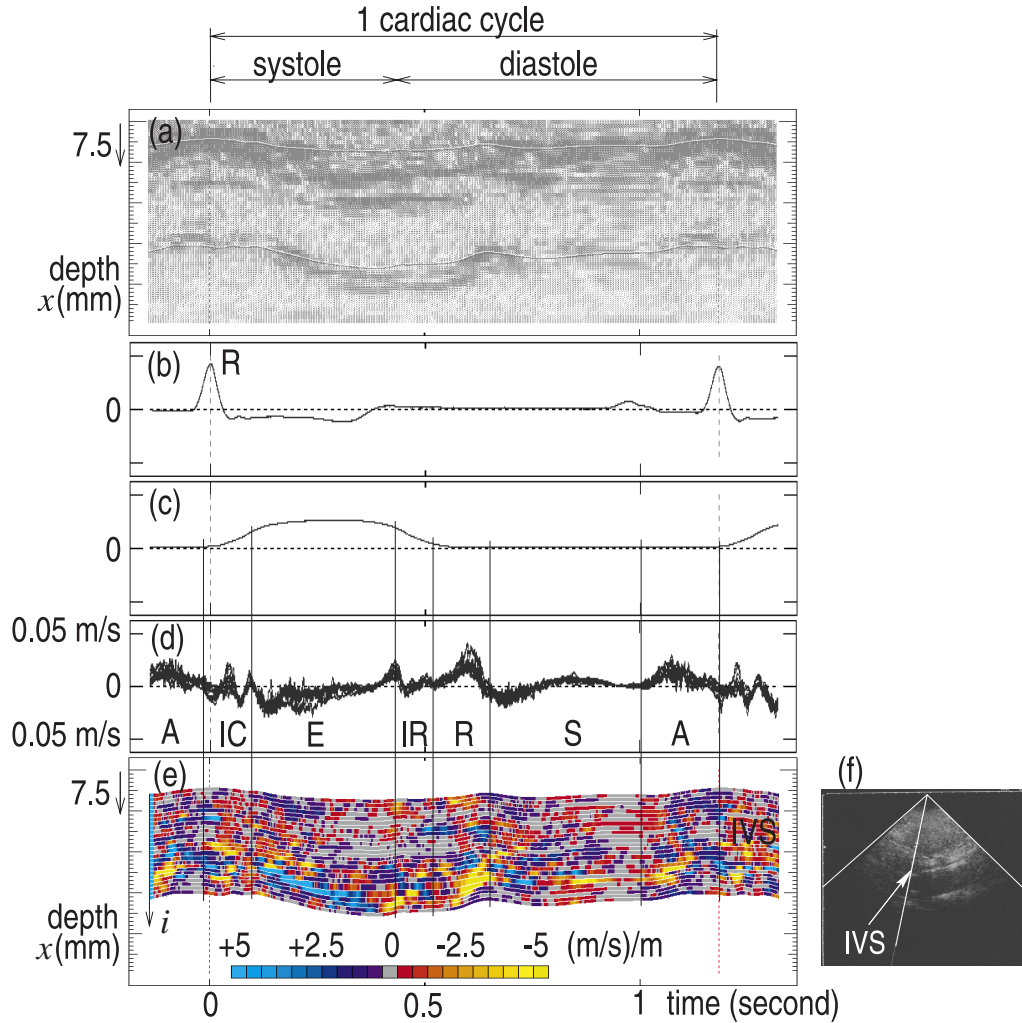 1 cardiac cycle
systole diastole
(a)
7.5
depth
x(mm)
(b) R
0
(c)
0
0.05 m/s
(d)
0
0.05 m/s
A IC E IR R S A
(e)
7.5
IVS
depth
x(mm)
i
+5 +2.5 0 -2.5 -5 (m/s)/m
0 0.5 1 time (second)
(f)
IVS